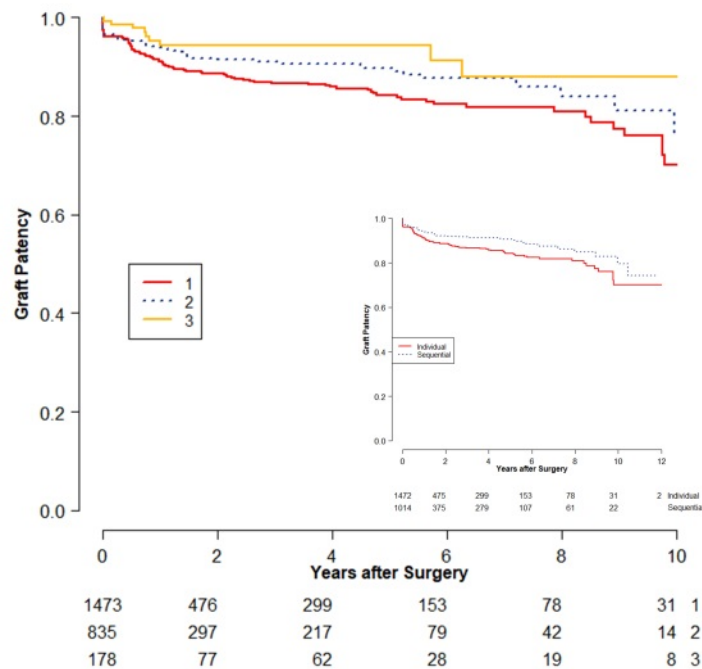 1.0
0.8
0.6
0.4
0.2
0.0
Graft Patency
1
2
3
0 2 4 6 8 10
Years after Surgery
1473 476 299 153 78 31 1
835 297 217 79 42 14 2
178 77 62 28 19 8 3
1.0
0.8
0.6
0.4
0.2
0.0
Graft Patency
Individual
Sequential
0 2 4 6 8 10 12
Years after Surgery
1472 475 299 153 78 31 2 Individual
1014 375 279 107 61 22 Sequentia